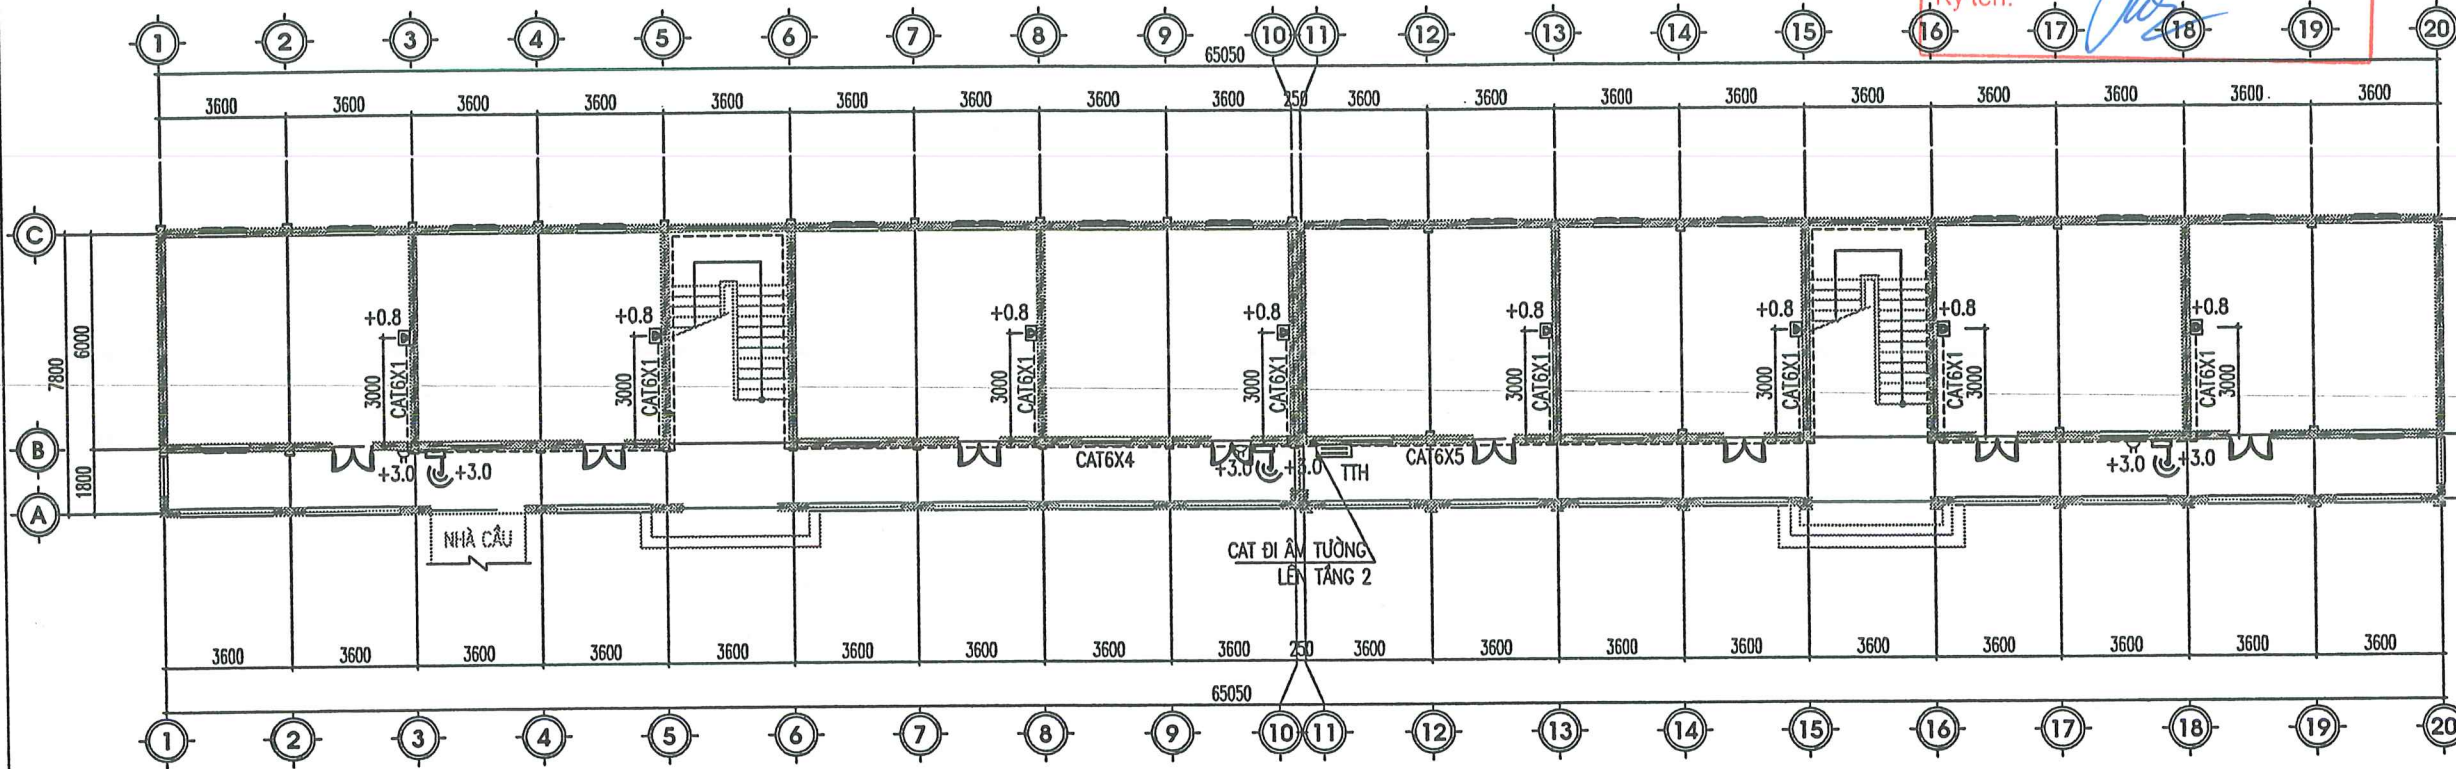 Ký tên:
1 2 3 4 5 6 7 8 9 10 11 12 13 14 15 16 17 18 19 20
65050
3600 3600 3600 3600 3600 3600 3600 3600 3600 250 3600 3600 3600 3600 3600 3600 3600 3600 3600
C
+0.8 +0.8 +0.8 +0.8 +0.8 +0.8 +0.8 +0.8
7800
6000
3000 CAT6X1
3000 CAT6X1
3000 CAT6X1
3000 CAT6X1
3000 CAT6X1
3000 CAT6X1
CAT6X1 3000
CAT6X1 3000
B
CAT6X4
CAT6X5
+3.0 +3.0
+3.0 +3.0
TTH
+3.0 +3.0
1800
A
NHÀ CẦU
CAT ĐI ÂM TƯỜNG
LÊN TẦNG 2
3600 3600 3600 3600 3600 3600 3600 3600 3600 250 3600 3600 3600 3600 3600 3600 3600 3600 3600
65050
1 2 3 4 5 6 7 8 9 10 11 12 13 14 15 16 17 18 19 20